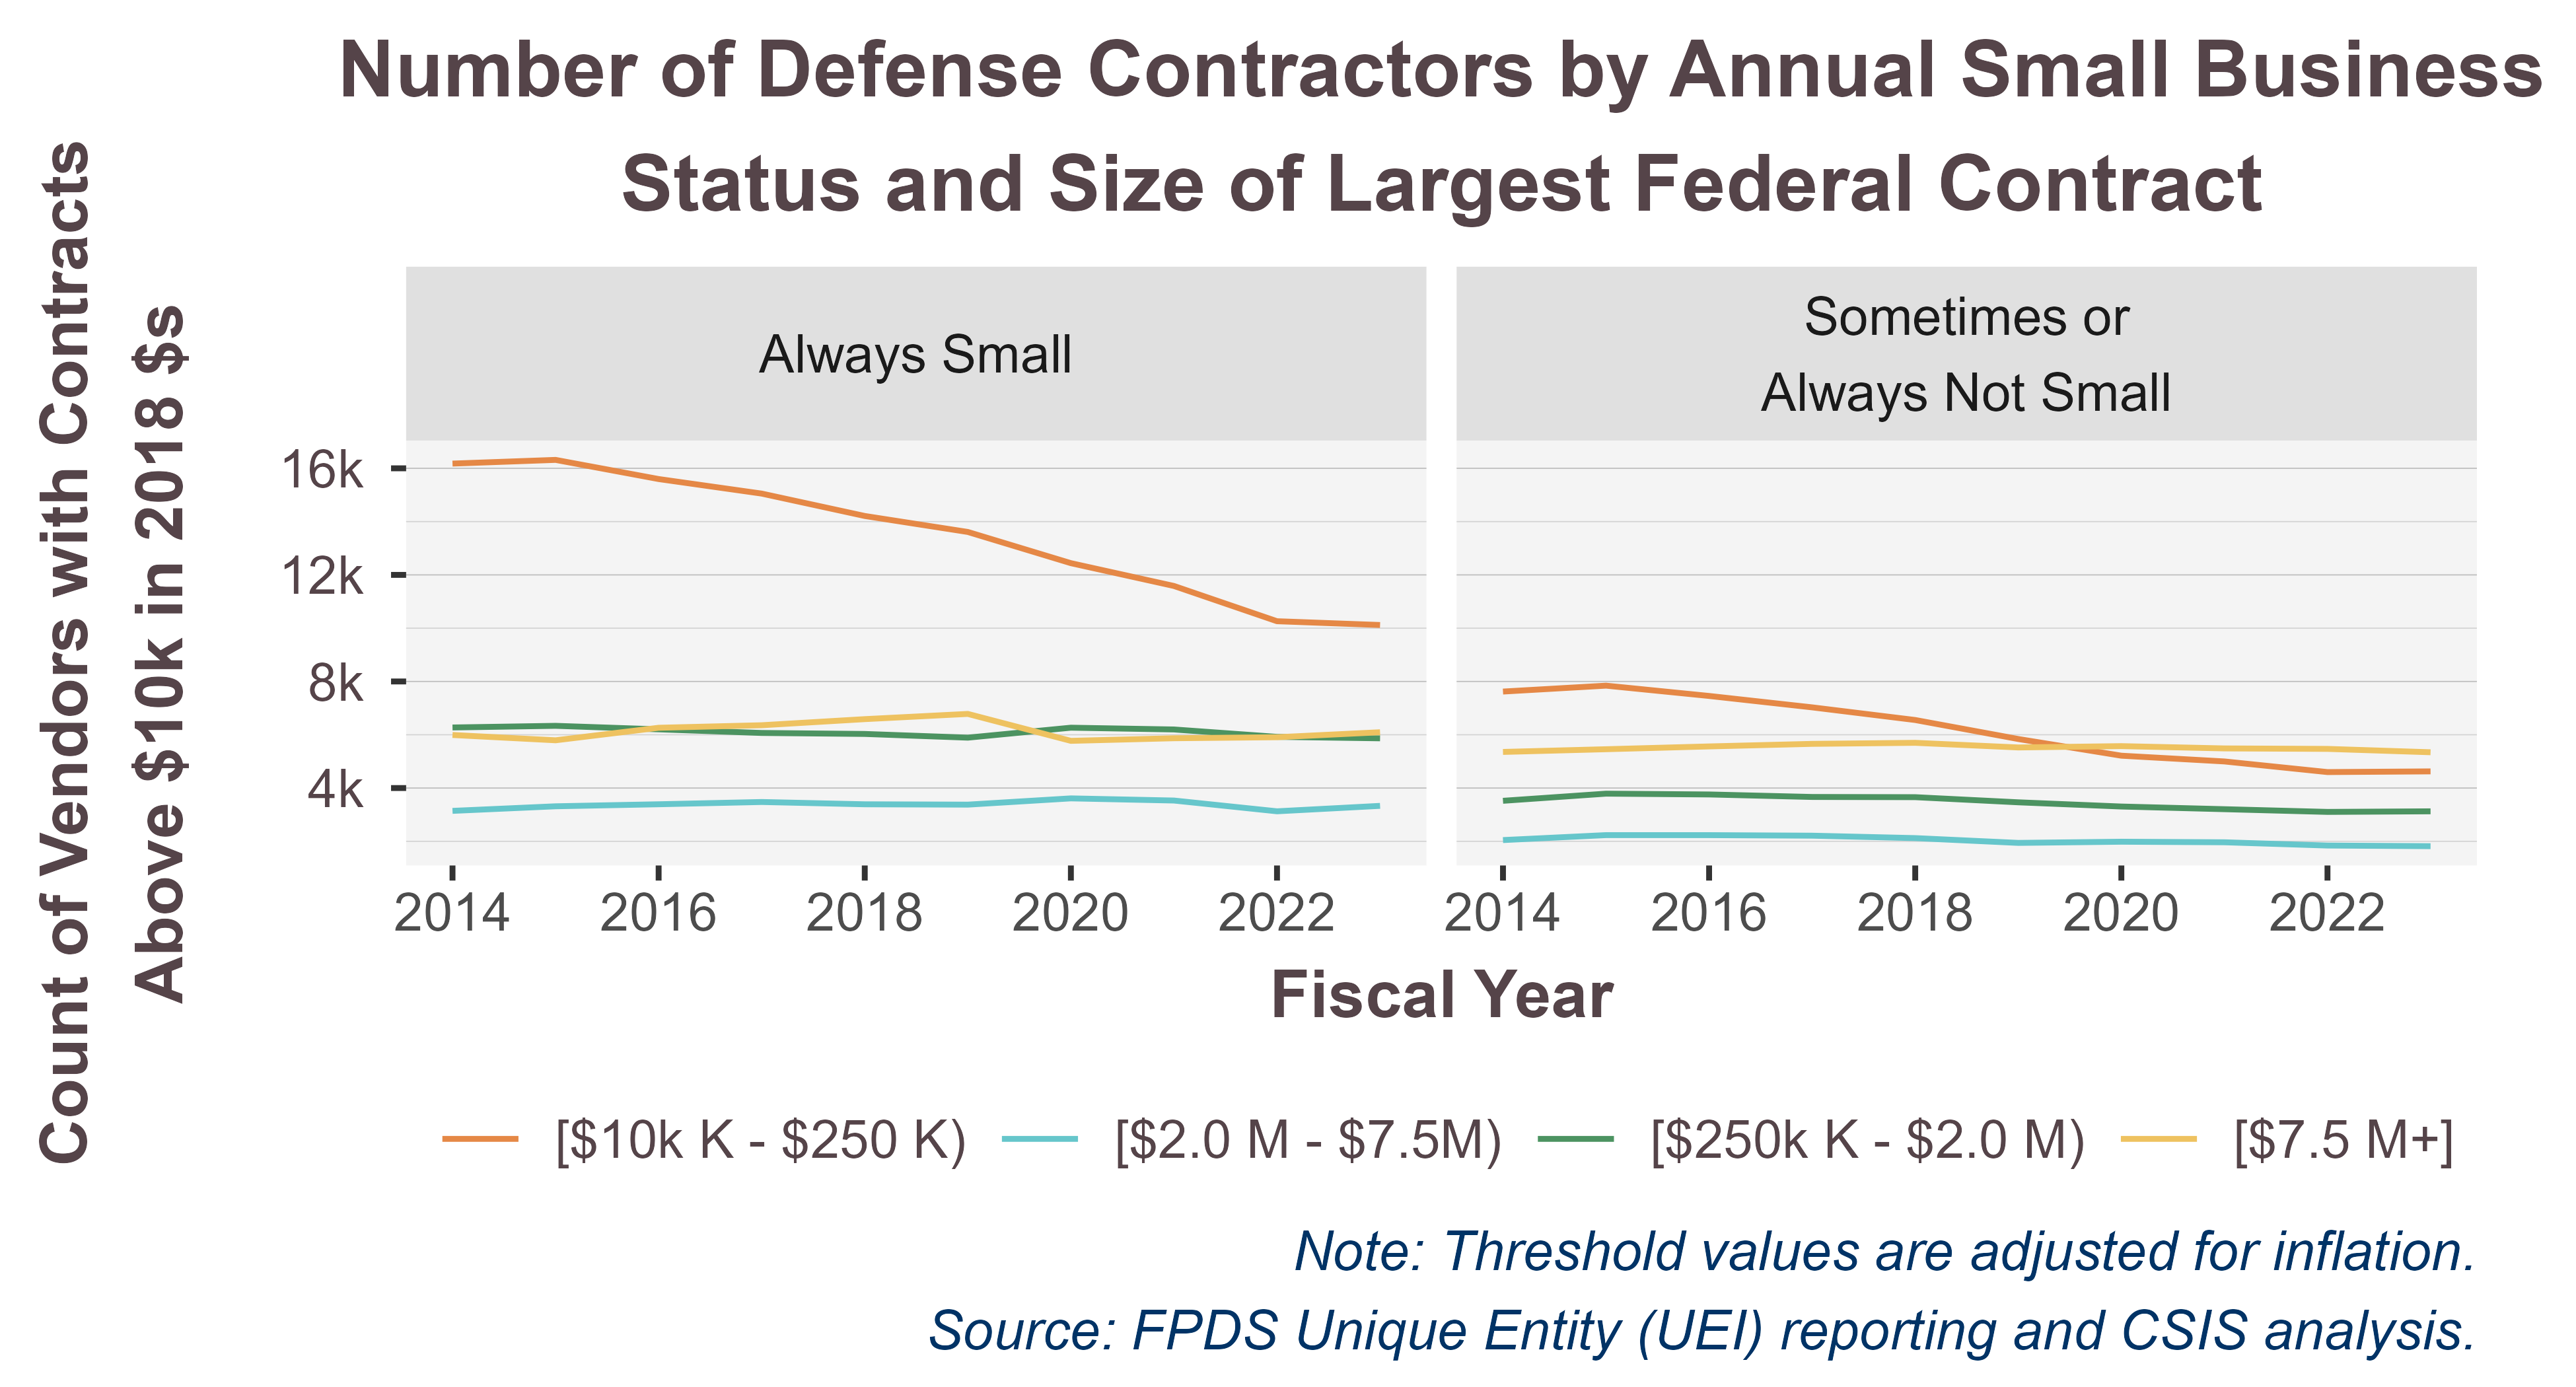 Number of Defense Contractors by Annual Small Business
Status and Size of Largest Federal Contract
Count of Vendors with Contracts
Above $10k in 2018 $s
Always Small
Sometimes or
Always Not Small
16k
12k
8k
4k
2014 2016 2018 2020 2022
2014 2016 2018 2020 2022
Fiscal Year
[$10k K - $250 K) [$2.0 M - $7.5M) [$250k K - $2.0 M) [$7.5 M+]
Note: Threshold values are adjusted for inflation.
Source: FPDS Unique Entity (UEI) reporting and CSIS analysis.